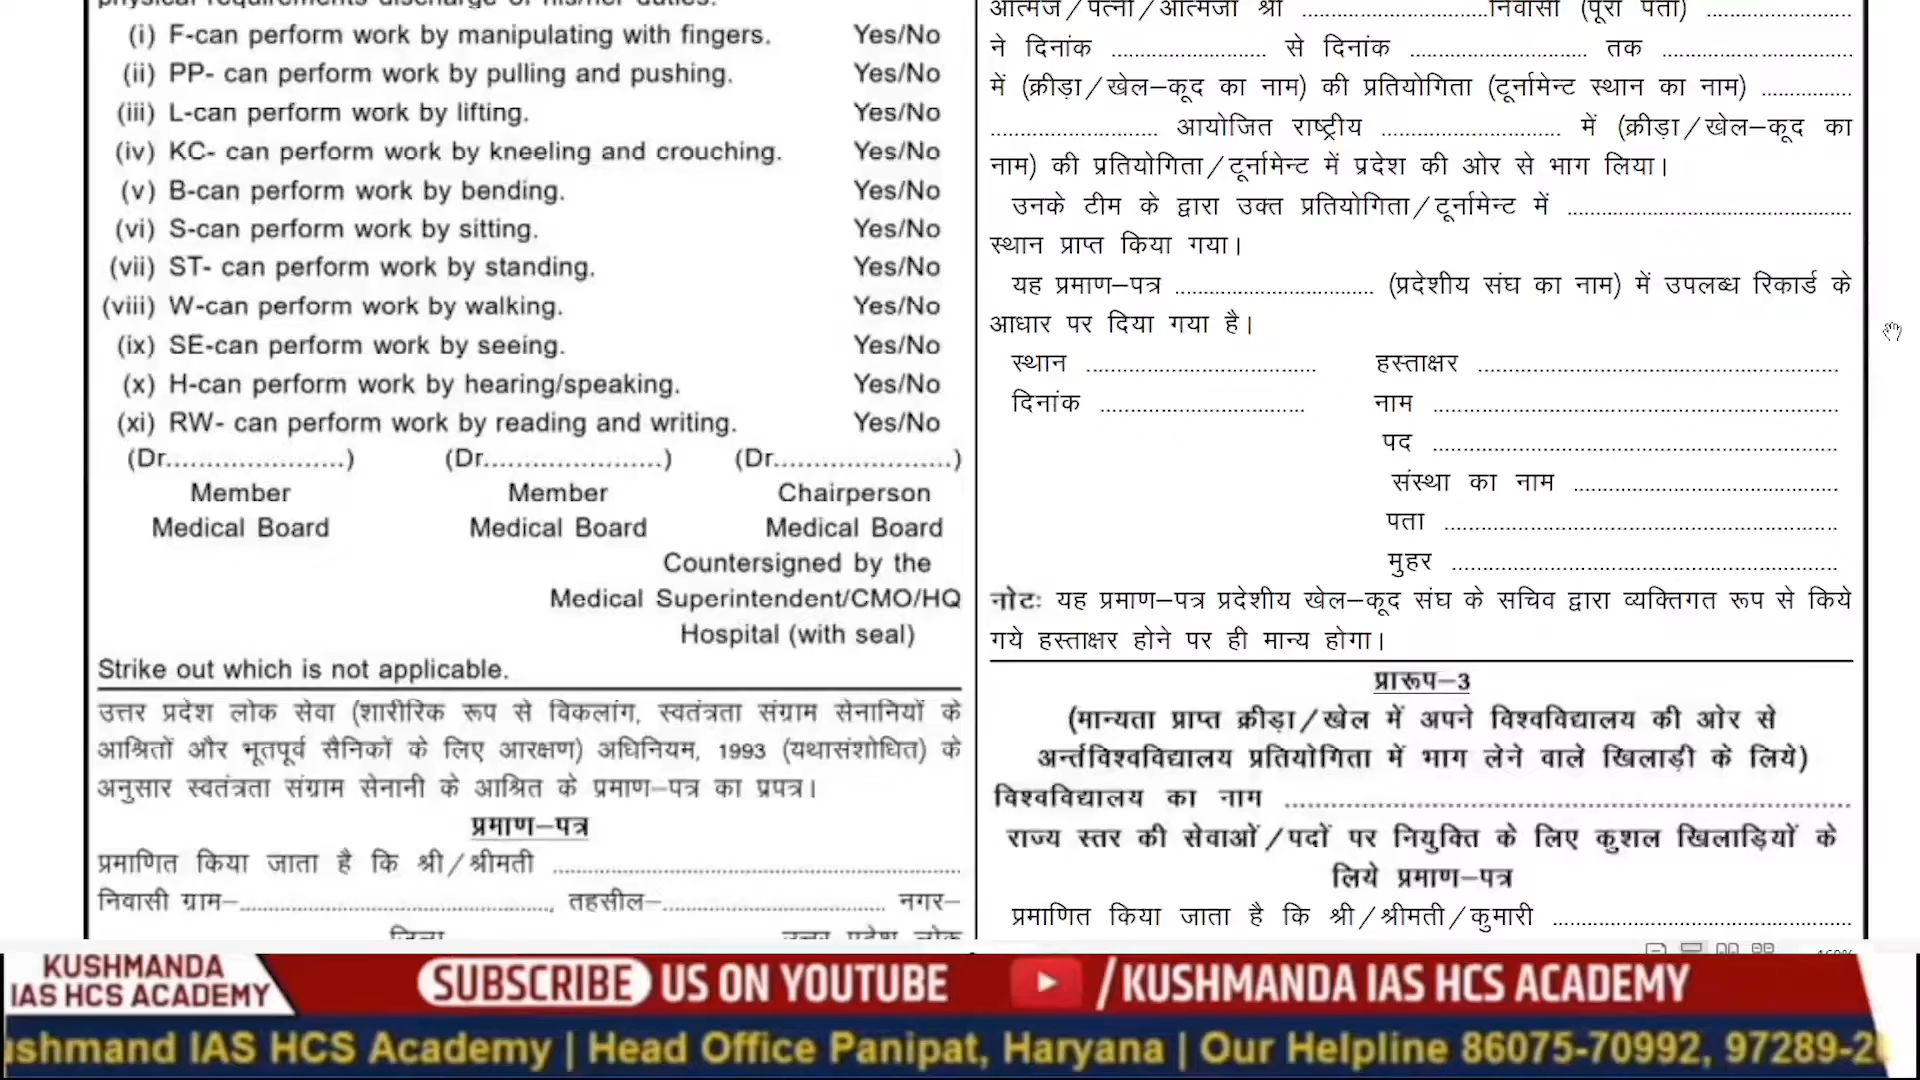 physical requirements discharge of his/her duties.
(i) F-can perform work by manipulating with fingers. Yes/No
(ii) PP- can perform work by pulling and pushing. Yes/No
(iii) L-can perform work by lifting. Yes/No
(iv) KC- can perform work by kneeling and crouching. Yes/No
(v) B-can perform work by bending. Yes/No
(vi) S-can perform work by sitting. Yes/No
(vii) ST- can perform work by standing. Yes/No
(viii) W-can perform work by walking. Yes/No
(ix) SE-can perform work by seeing. Yes/No
(x) H-can perform work by hearing/speaking. Yes/No
(xi) RW- can perform work by reading and writing. Yes/No
(Dr......................) (Dr......................) (Dr......................)
Member Member Chairperson
Medical Board Medical Board Medical Board
Countersigned by the
Medical Superintendent/CMO/HQ
Hospital (with seal)
Strike out which is not applicable.
उत्तर प्रदेश लोक सेवा (शारीरिक रूप से विकलांग, स्वतंत्रता संग्राम सेनानियों के
आश्रितों और भूतपूर्व सैनिकों के लिए आरक्षण) अधिनियम, 1993 (यथासंशोधित) के
अनुसार स्वतंत्रता संग्राम सेनानी के आश्रित के प्रमाण–पत्र का प्रपत्र।
प्रमाण–पत्र
प्रमाणित किया जाता है कि श्री/श्रीमती ..................................................
निवासी ग्राम–......................................, तहसील–........................... नगर–
जिला उत्तर प्रदेश लोक
आत्मज/पत्नी/आत्मजा श्री ..........................निवासी (पूरा पता) ......................
ने दिनांक ...................... से दिनांक ......................... तक ..........................
में (क्रीड़ा/खेल–कूद का नाम) की प्रतियोगिता (टूर्नामेन्ट स्थान का नाम) .............
........................ आयोजित राष्ट्रीय ......................... में (क्रीड़ा/खेल–कूद का
नाम) की प्रतियोगिता/टूर्नामेन्ट में प्रदेश की ओर से भाग लिया।
उनके टीम के द्वारा उक्त प्रतियोगिता/टूर्नामेन्ट में ........................................
स्थान प्राप्त किया गया।
यह प्रमाण–पत्र ............................ (प्रदेशीय संघ का नाम) में उपलब्ध रिकार्ड के
आधार पर दिया गया है।
स्थान ................................. हस्ताक्षर ...................................................
दिनांक ............................. नाम .........................................................
पद .........................................................
संस्था का नाम .....................................
पता .......................................................
मुहर ......................................................
नोटः यह प्रमाण–पत्र प्रदेशीय खेल–कूद संघ के सचिव द्वारा व्यक्तिगत रूप से किये
गये हस्ताक्षर होने पर ही मान्य होगा।
प्रारूप–3
(मान्यता प्राप्त क्रीड़ा/खेल में अपने विश्वविद्यालय की ओर से
अर्न्तविश्वविद्यालय प्रतियोगिता में भाग लेने वाले खिलाड़ी के लिये)
विश्वविद्यालय का नाम ................................................................................
राज्य स्तर की सेवाओं/पदों पर नियुक्ति के लिए कुशल खिलाड़ियों के
लिये प्रमाण–पत्र
प्रमाणित किया जाता है कि श्री/श्रीमती/कुमारी ..........................................
KUSHMANDA
IAS HCS ACADEMY
SUBSCRIBE US ON YOUTUBE /KUSHMANDA IAS HCS ACADEMY
shmand IAS HCS Academy | Head Office Panipat, Haryana | Our Helpline 86075-70992, 97289-2